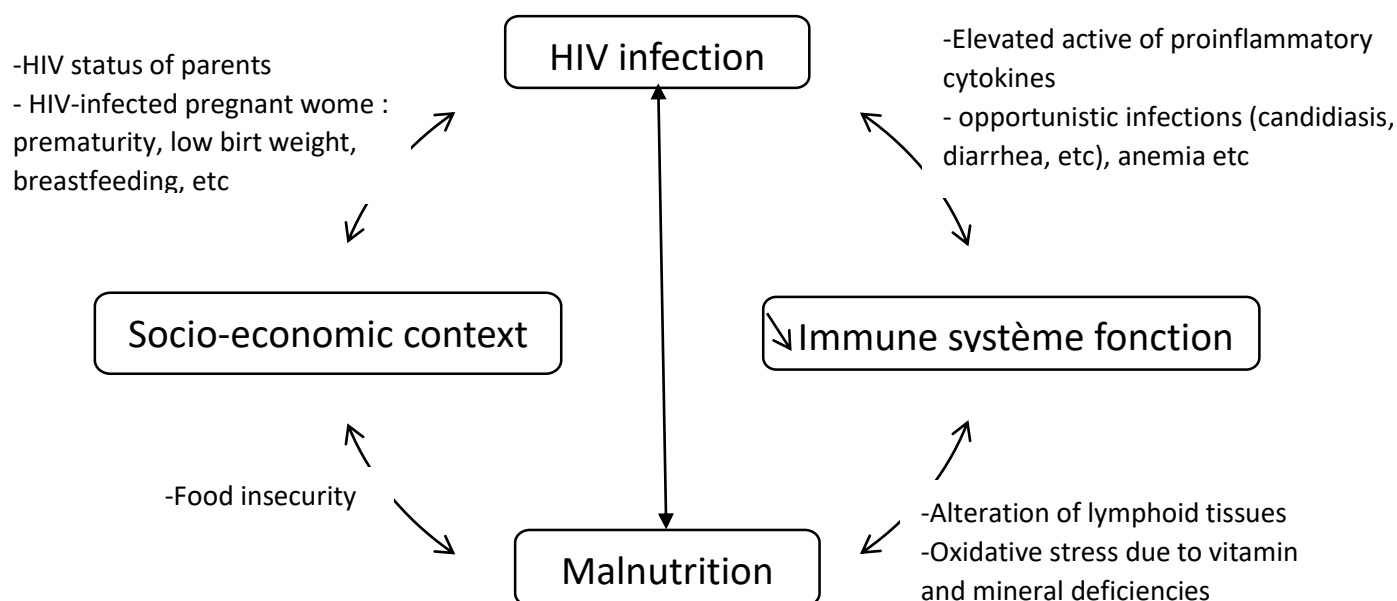 HIV infection
-HIV status of parents
- HIV-infected pregnant wome :
prematurity, low birt weight,
breastfeeding, etc
-Elevated active of proinflammatory
cytokines
- opportunistic infections (candidiasis,
diarrhea, etc), anemia etc
Socio-economic context
Immune système fonction
-Food insecurity
Malnutrition
-Alteration of lymphoid tissues
-Oxidative stress due to vitamin
and mineral deficiencies